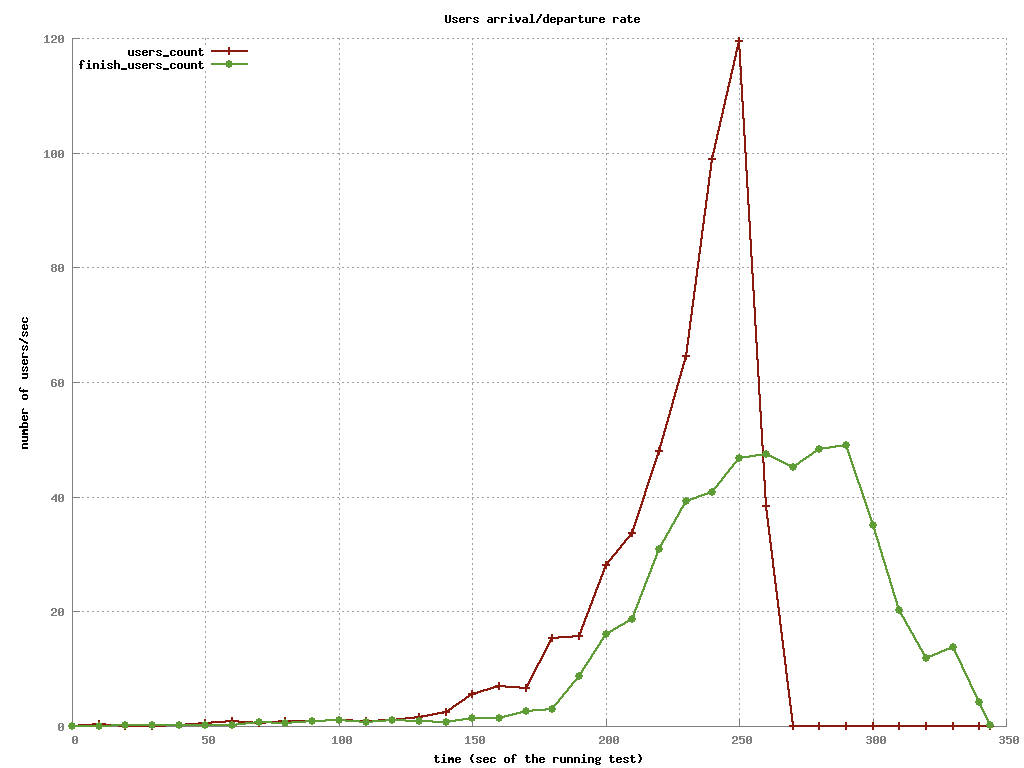 Users arrival/departure rate
120
users_count
finish_users_count
100
80
60
40
20
0
number of users/sec
0 50 100 150 200 250 300 350
time (sec of the running test)